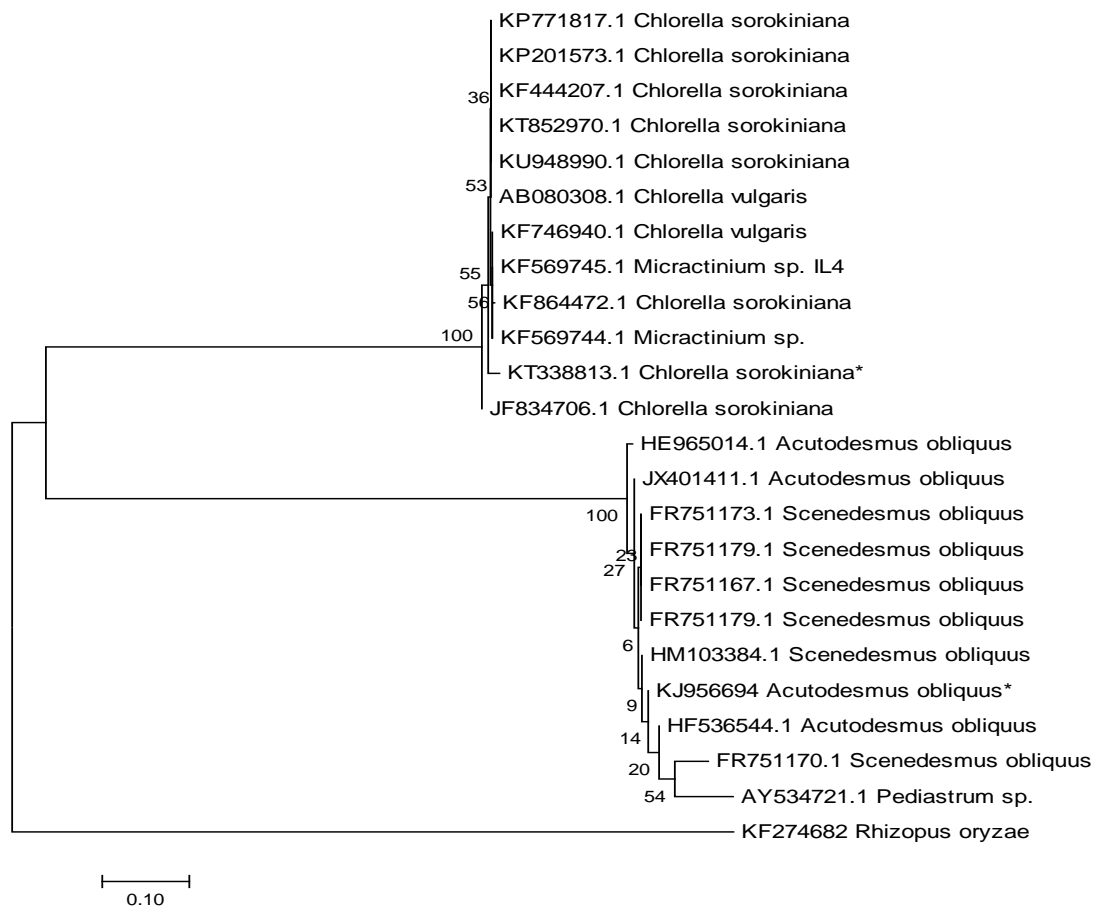 KP771817.1 Chlorella sorokiniana
KP201573.1 Chlorella sorokiniana
36
KF444207.1 Chlorella sorokiniana
KT852970.1 Chlorella sorokiniana
KU948990.1 Chlorella sorokiniana
53
AB080308.1 Chlorella vulgaris
KF746940.1 Chlorella vulgaris
55
KF569745.1 Micractinium sp. IL4
56
KF864472.1 Chlorella sorokiniana
100
KF569744.1 Micractinium sp.
KT338813.1 Chlorella sorokiniana*
JF834706.1 Chlorella sorokiniana
HE965014.1 Acutodesmus obliquus
JX401411.1 Acutodesmus obliquus
100
FR751173.1 Scenedesmus obliquus
23
FR751179.1 Scenedesmus obliquus
27
FR751167.1 Scenedesmus obliquus
FR751179.1 Scenedesmus obliquus
6
HM103384.1 Scenedesmus obliquus
KJ956694 Acutodesmus obliquus*
9
HF536544.1 Acutodesmus obliquus
14
FR751170.1 Scenedesmus obliquus
20
54
AY534721.1 Pediastrum sp.
KF274682 Rhizopus oryzae
0.10